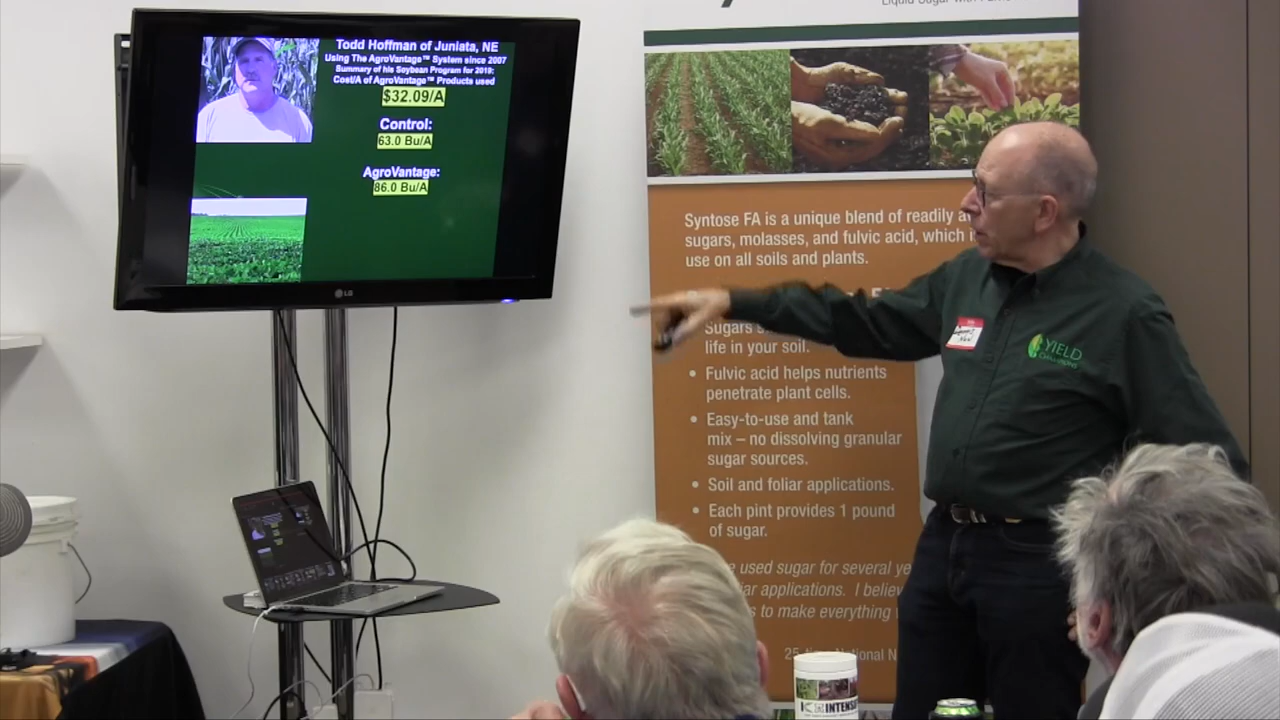 Todd Hoffman of Juniata, NE
Using The AgroVantage™ System since 2007
Summary of his Soybean Program for 2019:
Cost/A of AgroVantage™ Products used
$32.09/A
Control:
63.0 Bu/A
AgroVantage:
86.0 Bu/A
LG
Liquid Sugar with
Syntose FA is a unique blend of readily
sugars, molasses, and fulvic acid, which
use on all soils and plants.
Sugars
life in your soil.
• Fulvic acid helps nutrients
penetrate plant cells.
• Easy-to-use and tank
mix – no dissolving granular
sugar sources.
• Soil and foliar applications.
• Each pint provides 1 pound
of sugar.
used sugar for several
applications. I
to make everything
National
YIELD
INTENS